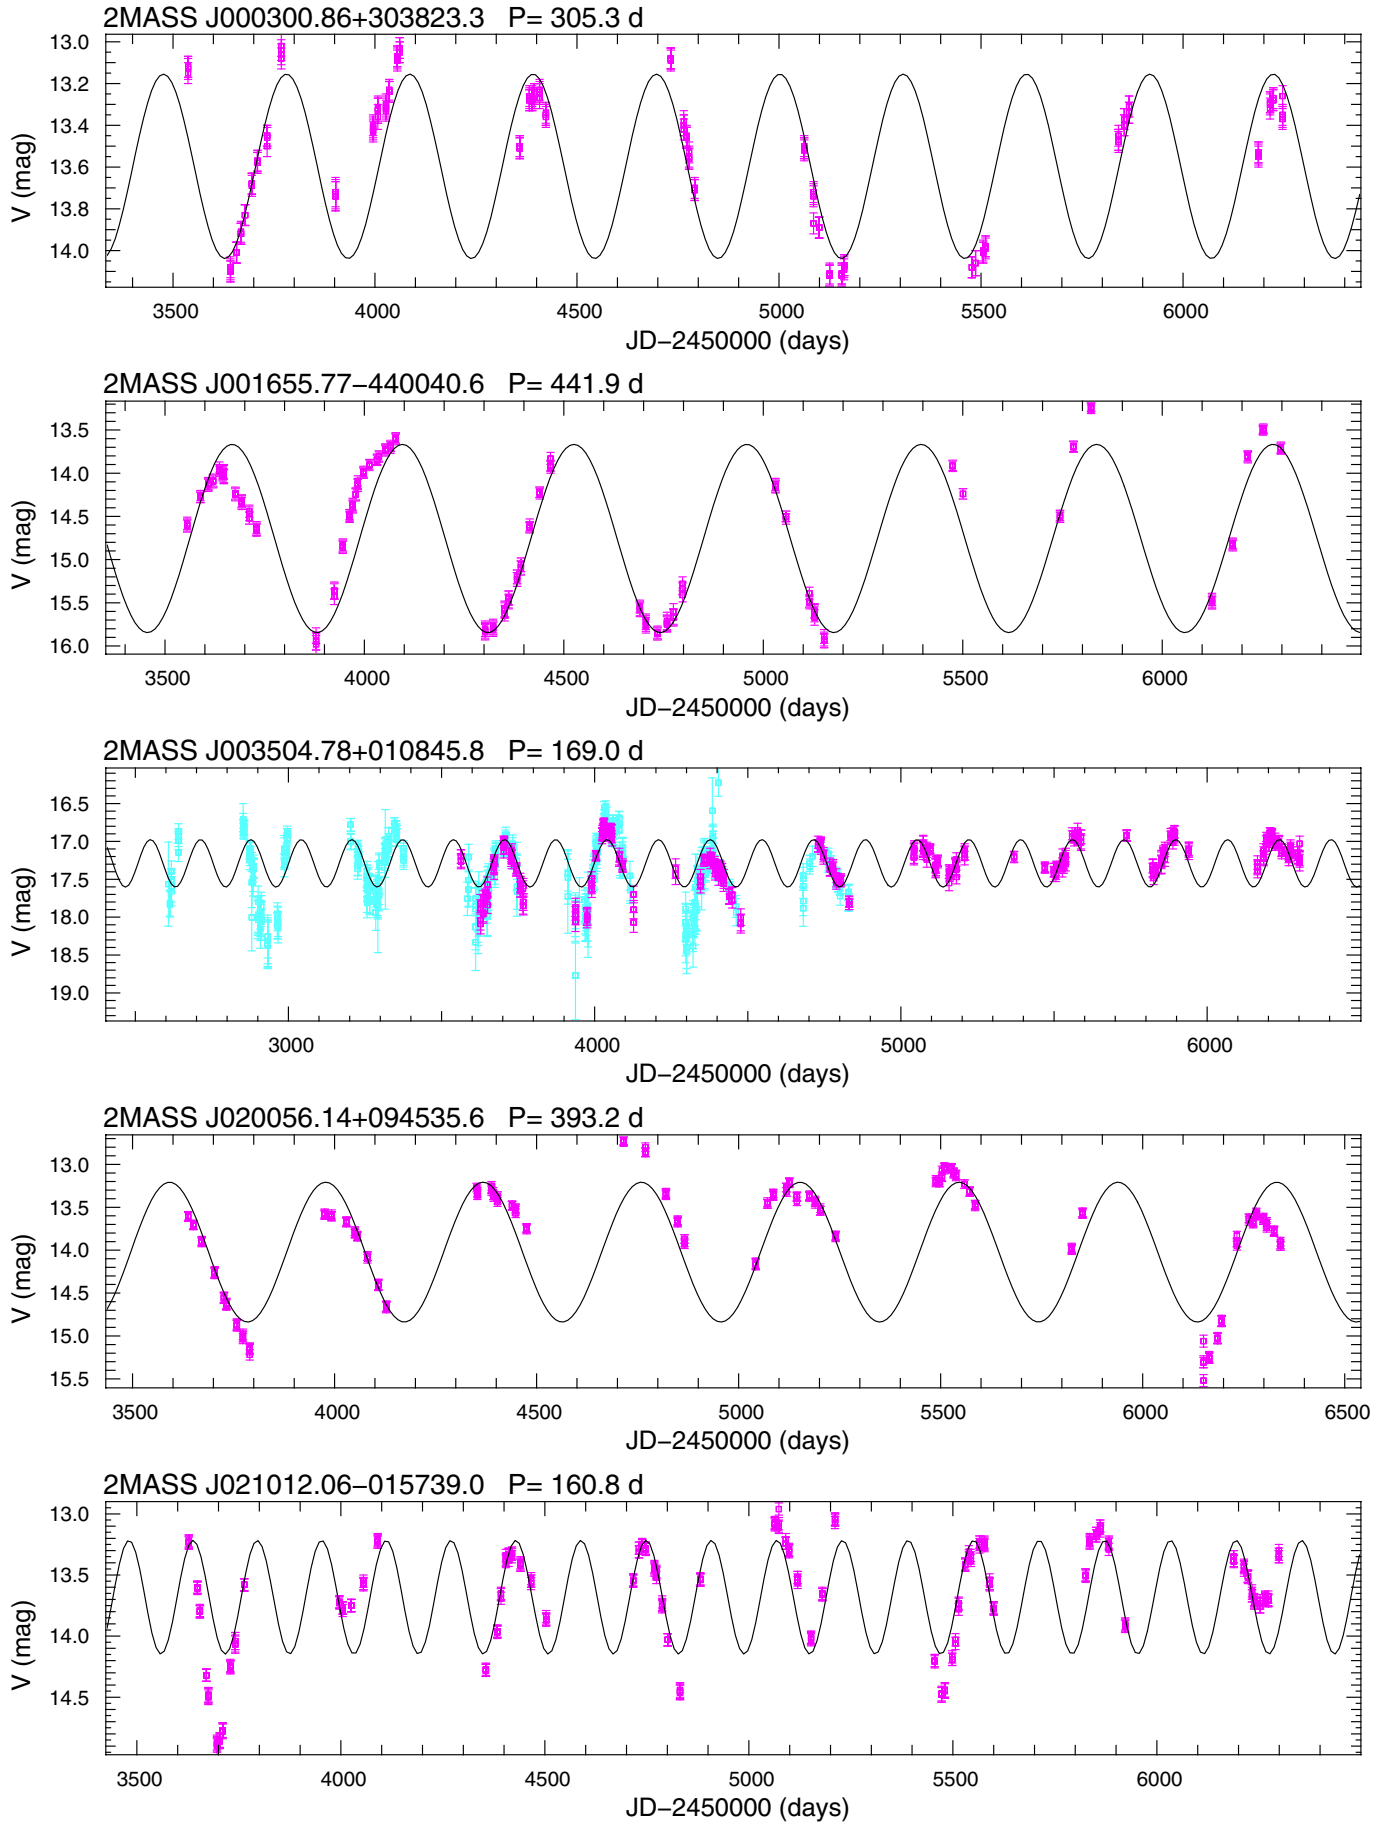 2MASS J000300.86+303823.3 P= 305.3 d
13.0
13.2
13.4
13.6
13.8
14.0
V (mag)
3500 4000 4500 5000 5500 6000
JD−2450000 (days)
2MASS J001655.77−440040.6 P= 441.9 d
13.5
14.0
14.5
15.0
15.5
16.0
V (mag)
3500 4000 4500 5000 5500 6000
JD−2450000 (days)
2MASS J003504.78+010845.8 P= 169.0 d
16.5
17.0
17.5
18.0
18.5
19.0
V (mag)
3000 4000 5000 6000
JD−2450000 (days)
2MASS J020056.14+094535.6 P= 393.2 d
13.0
13.5
14.0
14.5
15.0
15.5
V (mag)
3500 4000 4500 5000 5500 6000 6500
JD−2450000 (days)
2MASS J021012.06−015739.0 P= 160.8 d
13.0
13.5
14.0
14.5
V (mag)
3500 4000 4500 5000 5500 6000
JD−2450000 (days)